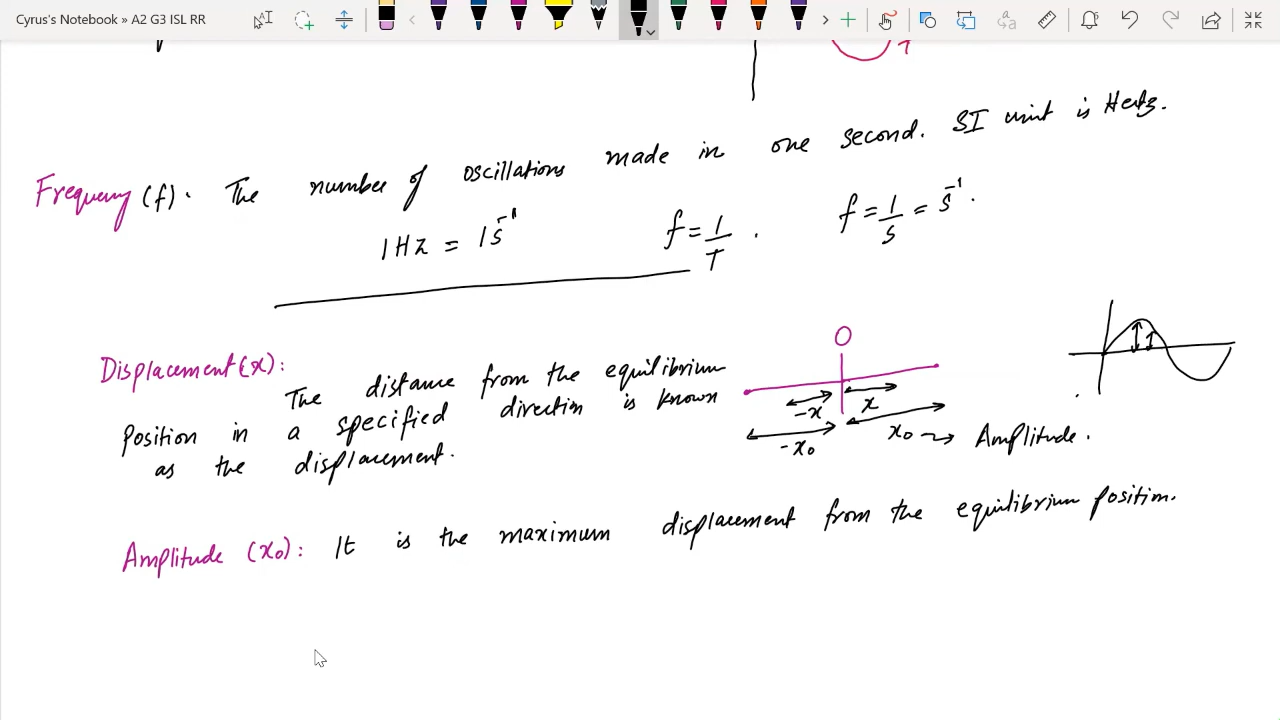 Cyrus's Notebook » A2 G3 ISL RR
Frequency (f): The number of oscillations made in one second. SI unit is Hertz.
1Hz = 1s⁻¹
f = 1/T .
f = 1/s = s⁻¹.
Displacement (x):
The distance from the equilibrium
position in a specified direction is known
as the displacement.
O
-x x
-x₀ x₀ → Amplitude.
Amplitude (x₀): It is the maximum displacement from the equilibrium position.